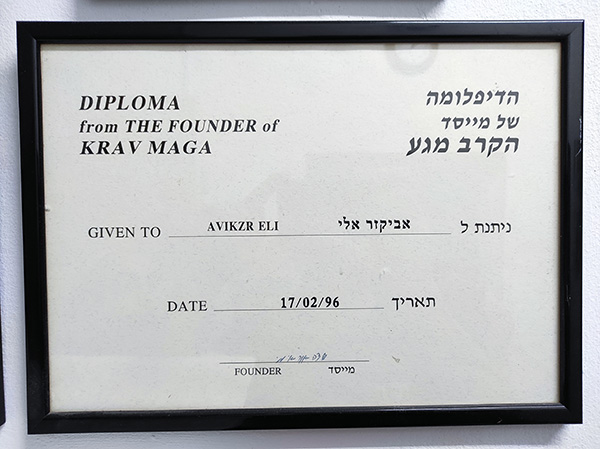 DIPLOMA
from THE FOUNDER of
KRAV MAGA
הדיפלומה
של מייסד
הקרב מגע
GIVEN TO AVIKZR ELI אביקזר אלי ניתנת ל
DATE 17/02/96 תאריך
FOUNDER מייסד